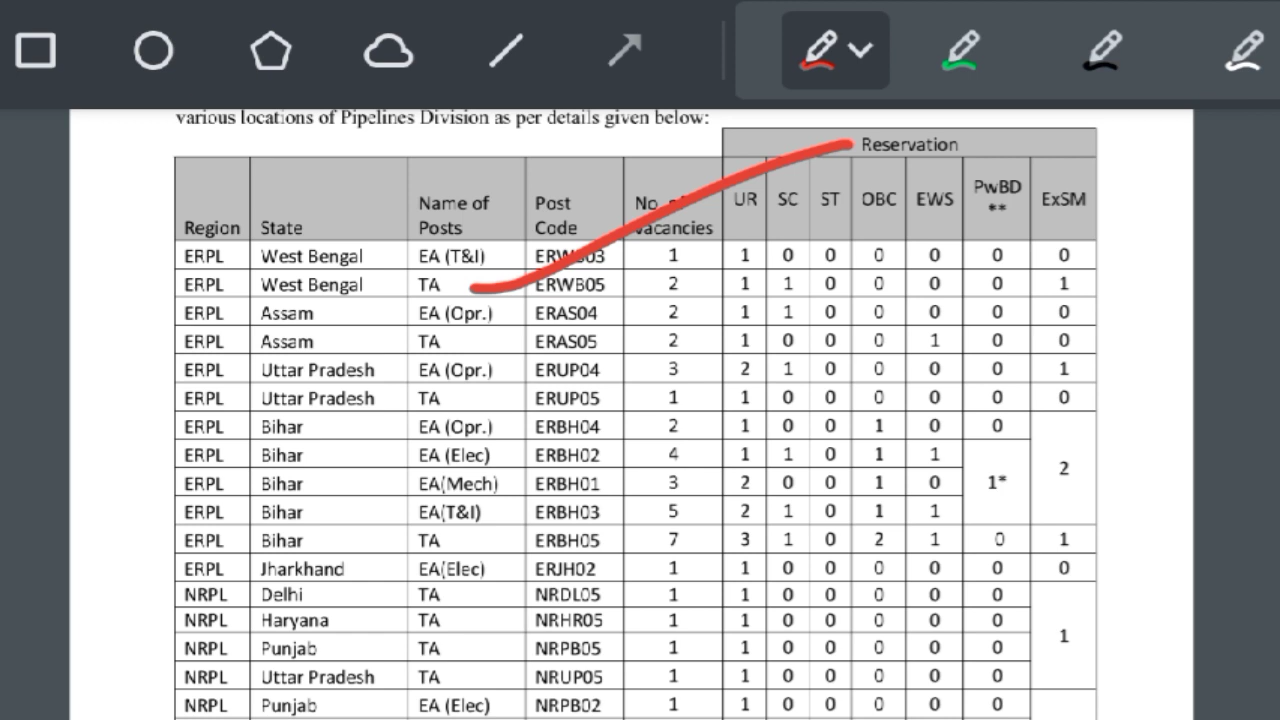 various locations of Pipelines Division as per details given below:
Reservation
Region State Name of Posts Post Code No. of vacancies UR SC ST OBC EWS PwBD ** ExSM
ERPL West Bengal EA (T&I) 1 1 0 0 0 0 0 0
ERPL West Bengal TA ERWB05 2 1 1 0 0 0 0 1
ERPL Assam EA (Opr.) ERAS04 2 1 1 0 0 0 0 0
ERPL Assam TA ERAS05 2 1 0 0 0 1 0 0
ERPL Uttar Pradesh EA (Opr.) ERUP04 3 2 1 0 0 0 0 1
ERPL Uttar Pradesh TA ERUP05 1 1 0 0 0 0 0 0
ERPL Bihar EA (Opr.) ERBH04 2 1 0 0 1 0 0
ERPL Bihar EA (Elec) ERBH02 4 1 1 0 1 1
2
ERPL Bihar EA(Mech) ERBH01 3 2 0 0 1 0 1*
ERPL Bihar EA(T&I) ERBH03 5 2 1 0 1 1
ERPL Bihar TA ERBH05 7 3 1 0 2 1 0 1
ERPL Jharkhand EA(Elec) ERJH02 1 1 0 0 0 0 0 0
NRPL Delhi TA NRDL05 1 1 0 0 0 0 0
NRPL Haryana TA NRHR05 1 1 0 0 0 0 0
1
NRPL Punjab TA NRPB05 1 1 0 0 0 0 0
NRPL Uttar Pradesh TA NRUP05 1 1 0 0 0 0 0
NRPL Punjab EA (Elec) NRPB02 1 1 0 0 0 0 0